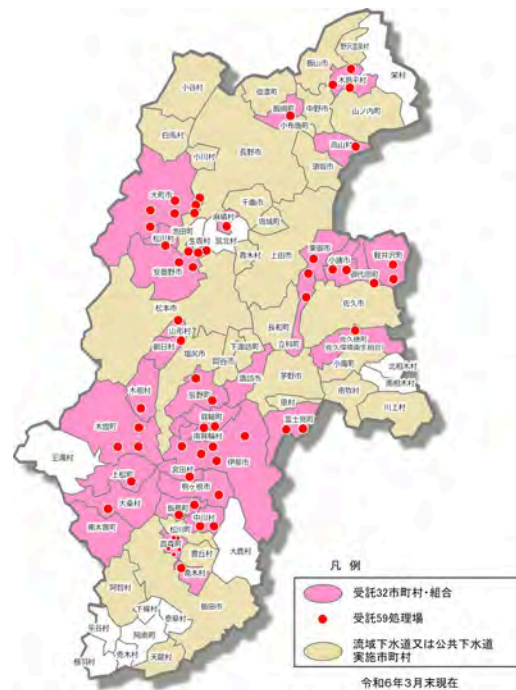 野沢温泉村
飯山市
木島平村
栄村
小谷村
信濃町
飯綱町
中野市
山ノ内町
小布施町
高山村
白馬村
小川村
長野市
須坂市
大町市
千曲市
麻績村
坂城町
池田町
生坂村
筑北村
松川村
青木村
上田市
東御市
小諸市
軽井沢町
御代田町
安曇野市
佐久市
松本市
長和町
立科町
山形村
朝日村
下諏訪町
岡谷市
塩尻市
佐久穂町
(佐久環境衛生組合)
小海町
北相木村
南相木村
諏訪市
茅野市
南牧村
川上村
木祖村
辰野町
原村
富士見町
木曽町
箕輪町
南箕輪村
王滝村
伊那市
上松町
宮田村
駒ヶ根市
大桑村
南木曽町
飯島町
中川村
松川町
大鹿村
高森町
豊丘村
喬木村
阿智村
飯田市
下條村
泰阜村
平谷村
阿南町
売木村
根羽村
天龍村
凡 例
受託32市町村・組合
受託59処理場
流域下水道又は公共下水道
実施市町村
令和6年3月末現在